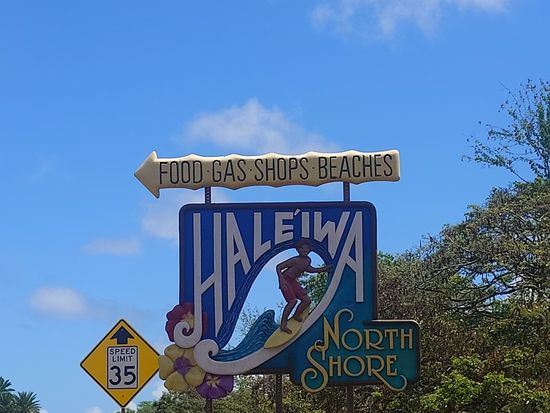 FOOD · GAS · SHOPS · BEACHES
HALE'IWA
NORTH
SHORE
SPEED
LIMIT
35